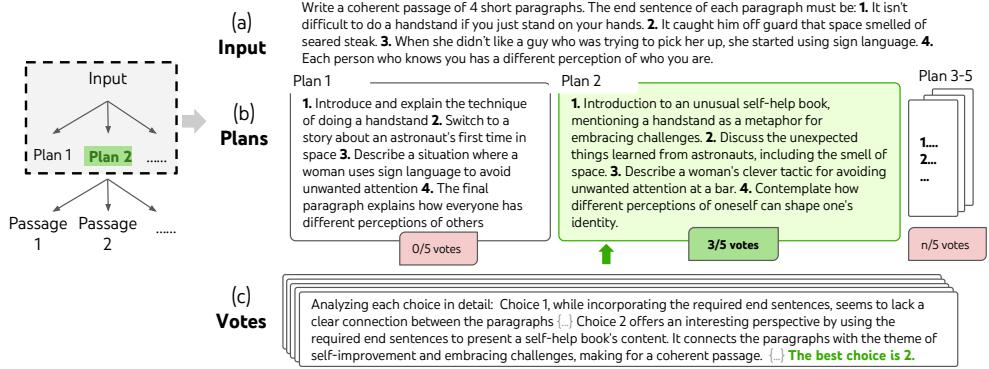 (a)
Input
Write a coherent passage of 4 short paragraphs. The end sentence of each paragraph must be: 1. It isn't
difficult to do a handstand if you just stand on your hands. 2. It caught him off guard that space smelled of
seared steak. 3. When she didn't like a guy who was trying to pick her up, she started using sign language. 4.
Each person who knows you has a different perception of who you are.
Input
Plan 1
Plan 2
......
Passage
1
Passage
2
......
(b)
Plans
Plan 1
1. Introduce and explain the technique
of doing a handstand 2. Switch to a
story about an astronaut's first time in
space 3. Describe a situation where a
woman uses sign language to avoid
unwanted attention 4. The final
paragraph explains how everyone has
different perceptions of others
0/5 votes
Plan 2
1. Introduction to an unusual self-help book,
mentioning a handstand as a metaphor for
embracing challenges. 2. Discuss the unexpected
things learned from astronauts, including the smell of
space. 3. Describe a woman's clever tactic for avoiding
unwanted attention at a bar. 4. Contemplate how
different perceptions of oneself can shape one's
identity.
3/5 votes
Plan 3-5
1....
2...
...
n/5 votes
(c)
Votes
Analyzing each choice in detail: Choice 1, while incorporating the required end sentences, seems to lack a
clear connection between the paragraphs {...} Choice 2 offers an interesting perspective by using the
required end sentences to present a self-help book's content. It connects the paragraphs with the theme of
self-improvement and embracing challenges, making for a coherent passage. {...} The best choice is 2.